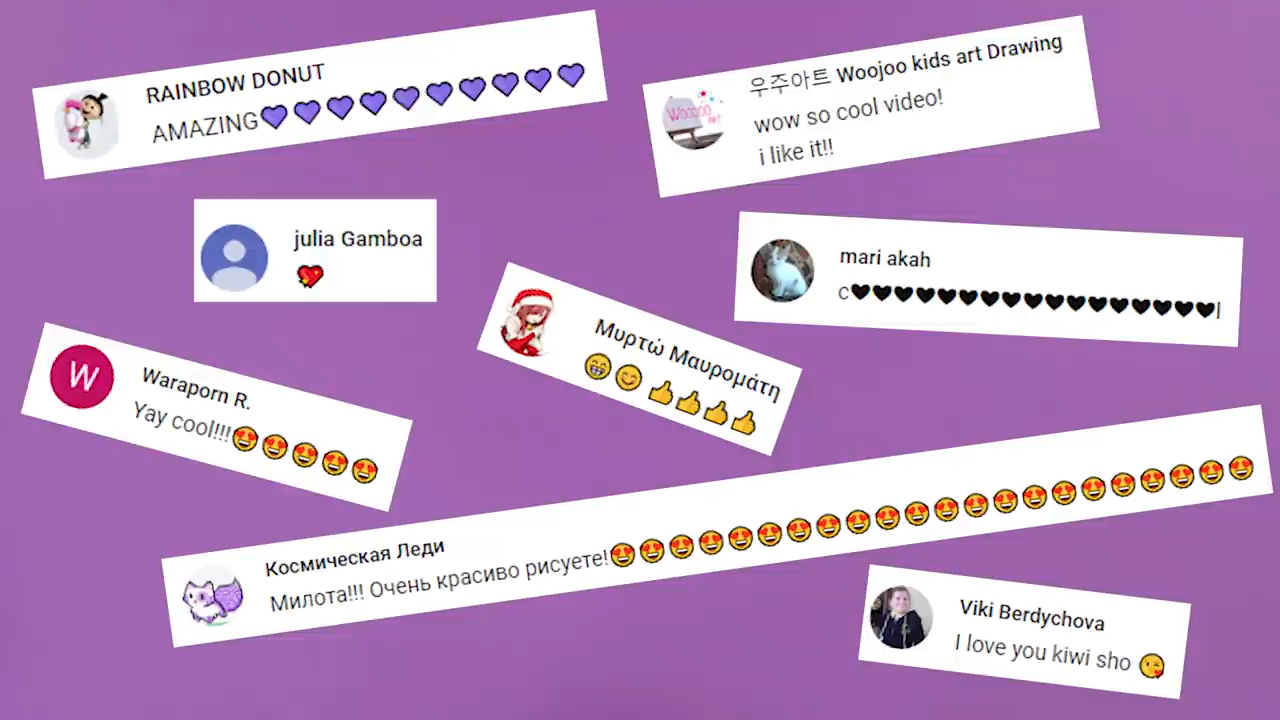 RAINBOW DONUT
AMAZING💜💜💜💜💜💜💜💜💜💜
우주아트 Woojoo kids art Drawing
wow so cool video!
i like it!!
Woojoo
ART
julia Gamboa
💖
mari akah
c🖤🖤🖤🖤🖤🖤🖤🖤🖤🖤🖤🖤🖤🖤🖤🖤🖤l
Μυρτώ Μαυρομάτη
😁😊👍👍👍👍
W
Waraporn R.
Yay cool!!!😍😍😍😍😍
Космическая Леди
Милота!!! Очень красиво рисуете!😍😍😍😍😍😍😍😍😍😍😍😍😍😍😍😍😍😍😍😍😍😍
Viki Berdychova
I love you kiwi sho 😘